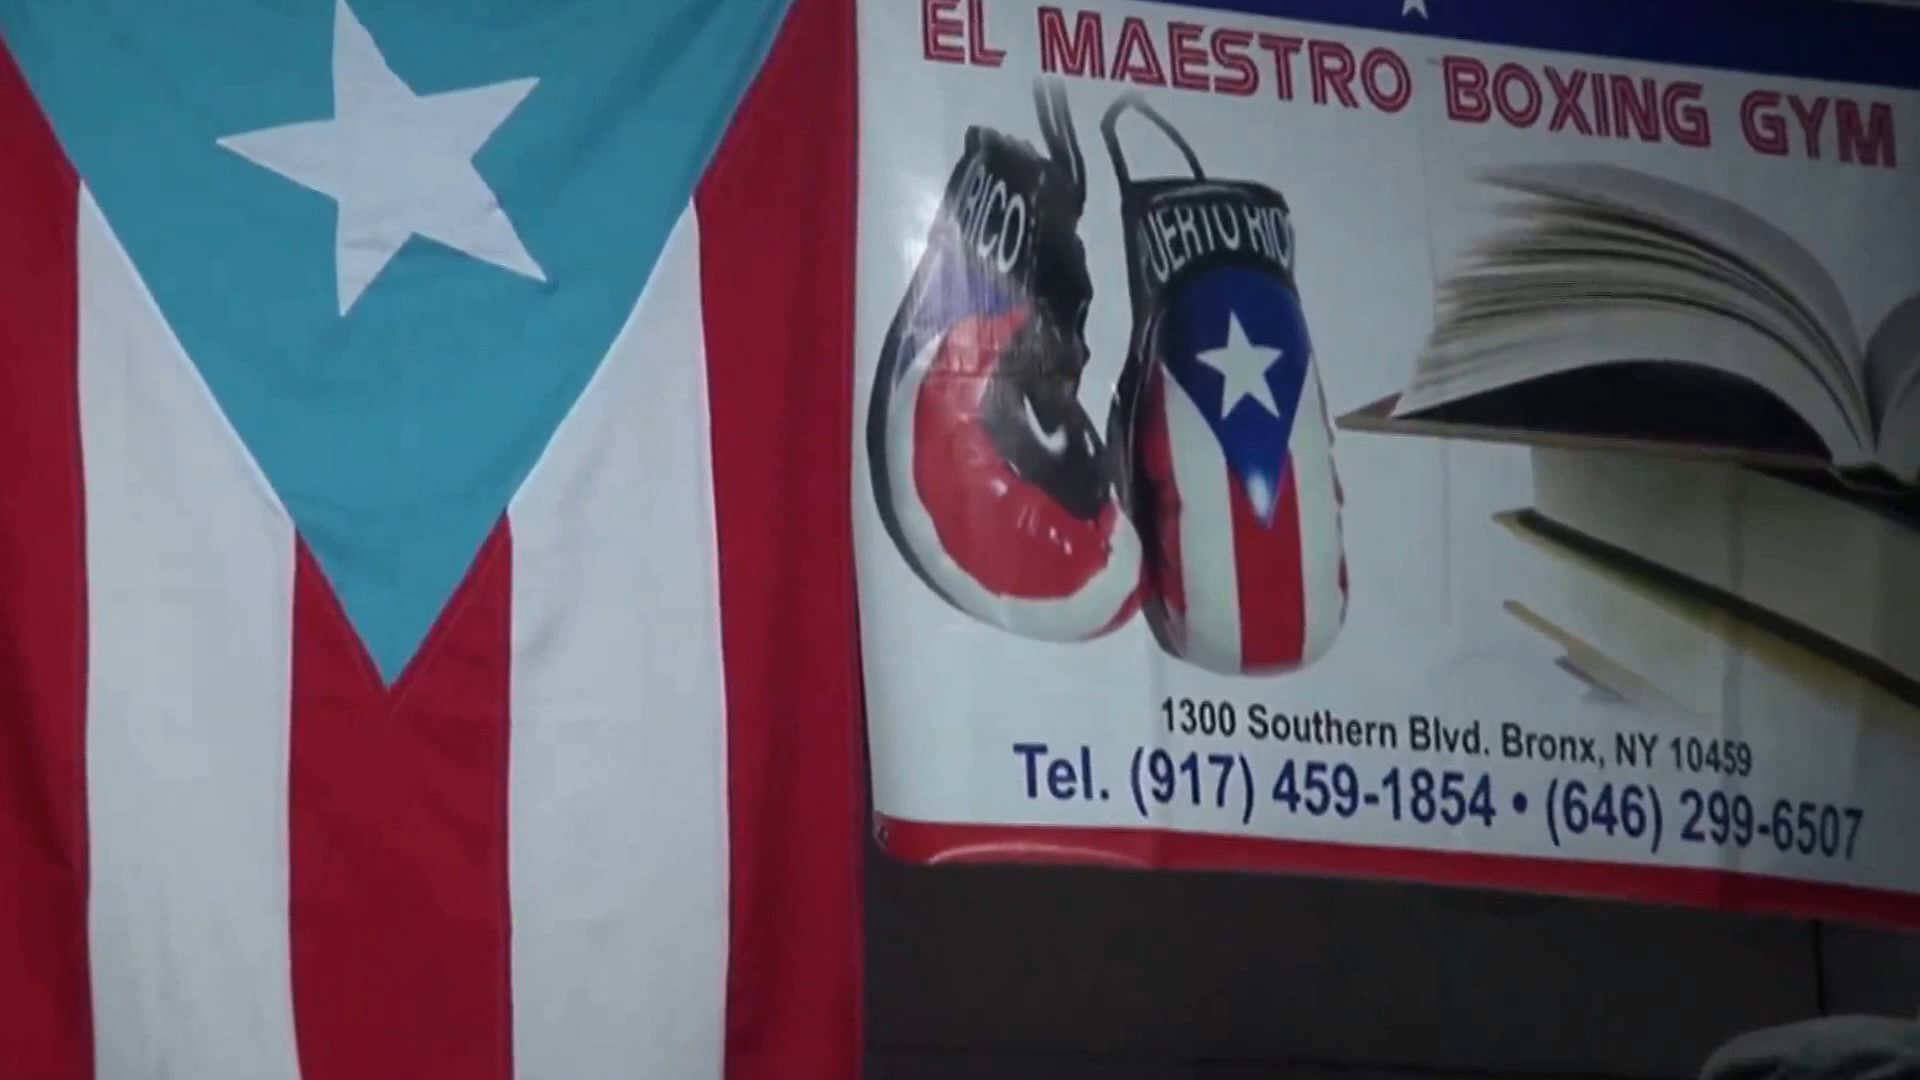 EL MAESTRO BOXING GYM
RICO
PUERTO RICO
1300 Southern Blvd. Bronx, NY 10459
Tel. (917) 459-1854 • (646) 299-6507